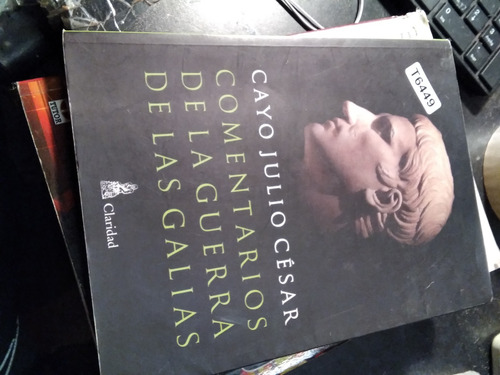 T6449
CAYO JULIO CÉSAR
COMENTARIOS
DE LA GUERRA
DE LAS GALIAS
Claridad